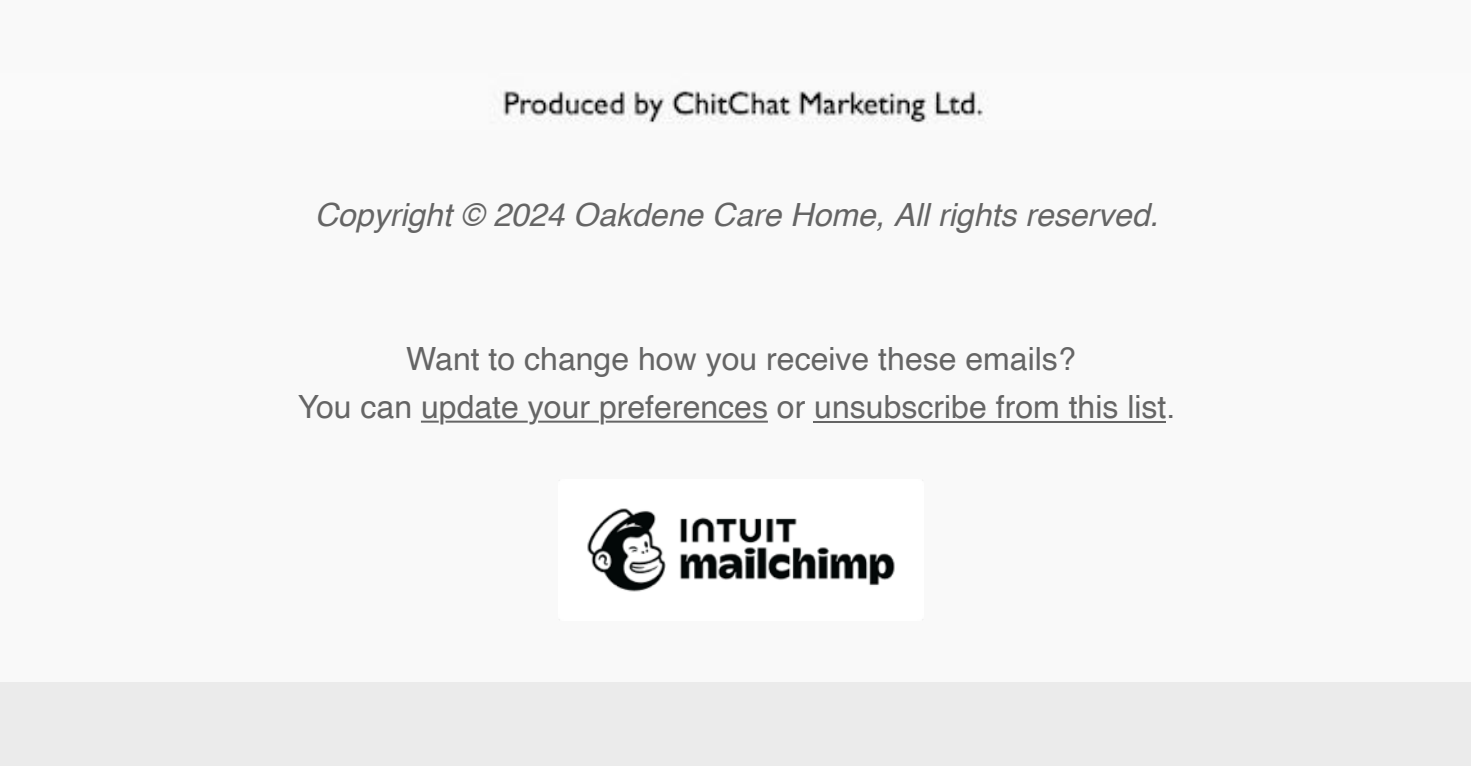 Produced by ChitChat Marketing Ltd.
Copyright © 2024 Oakdene Care Home, All rights reserved.
Want to change how you receive these emails?
You can update your preferences or unsubscribe from this list.
INTUIT
mailchimp